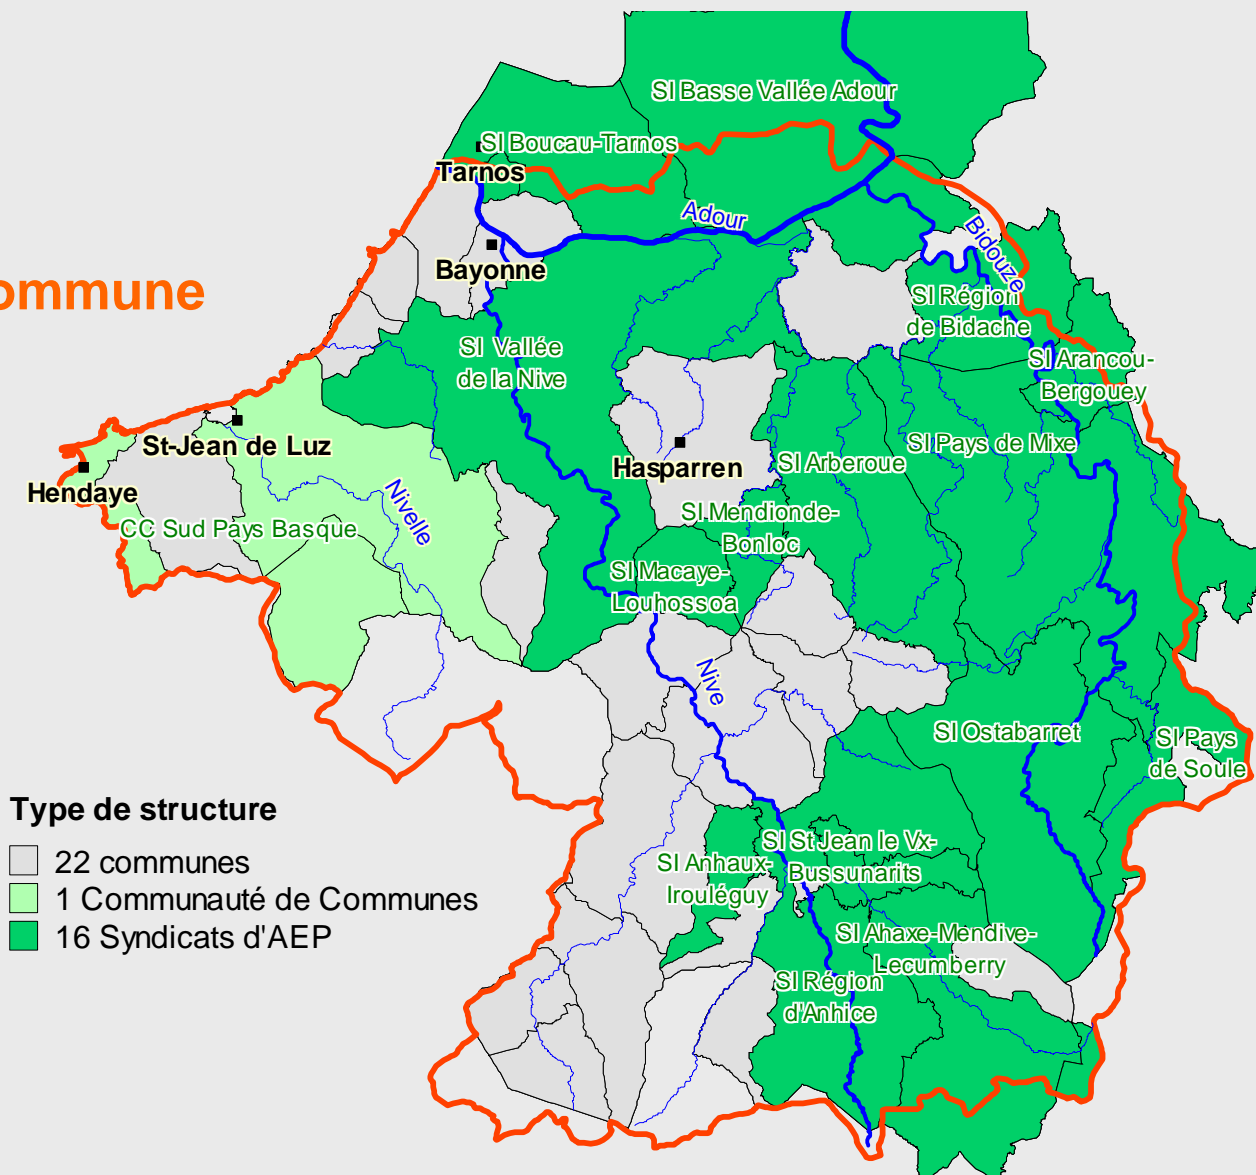 SI Basse Vallée Adour
SI Boucau-Tarnos
Tarnos
Adour
Bidouze
Bayonne
ommune
SI Région
de Bidache
SI Vallée
de la Nive
SI Arancou-
Bergouey
St-Jean de Luz
SI Pays de Mixe
Hasparren
SI Arberoue
Hendaye
Nivelle
CC Sud Pays Basque
SI Mendionde-
Bonloc
SI Macaye-
Louhossoa
Nive
SI Ostabarret
SI Pays
de Soule
Type de structure
22 communes
1 Communauté de Communes
16 Syndicats d'AEP
SI St Jean le Vx-
Bussunarits
SI Anhaux-
Irouléguy
SI Ahaxe-Mendive-
Lecumberry
SI Région
d'Anhice